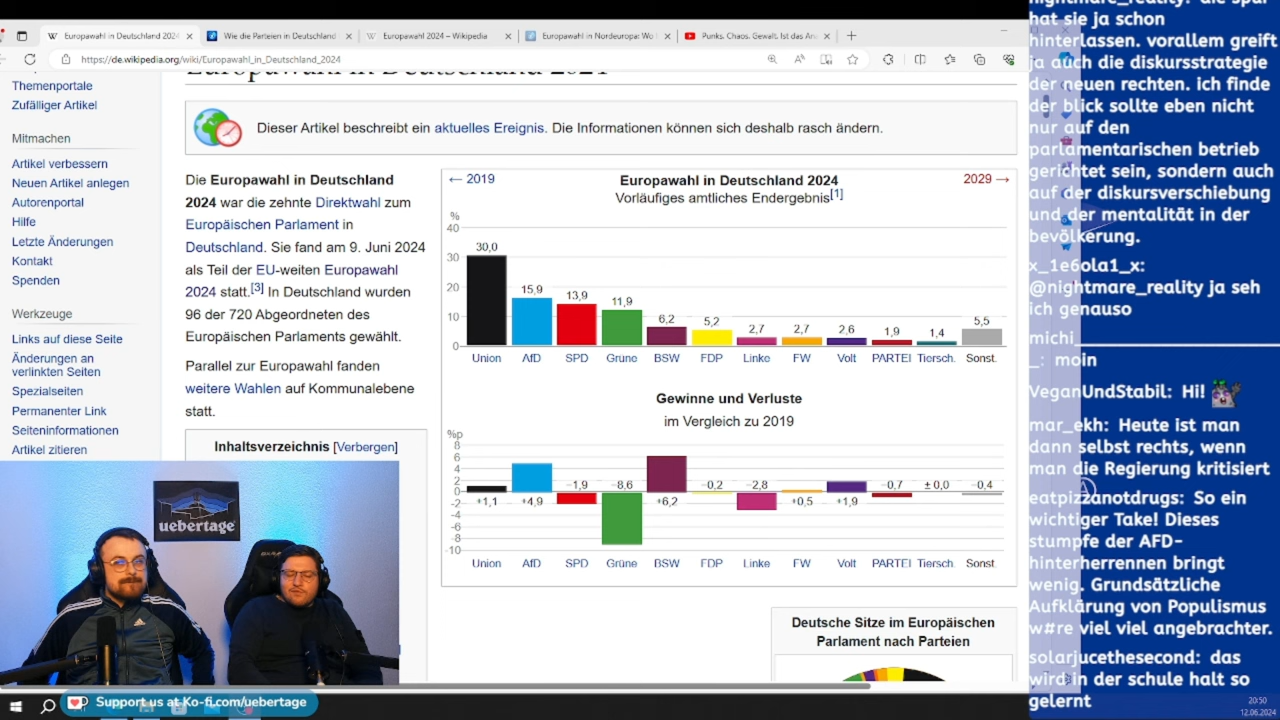 Europawahl in Deutschland 2024
Wie die Parteien in Deutschland
Europawahl 2024 – Wikipedia
Europawahl in Nordeuropa: Wo
Punks. Chaos. Gewalt. Ist das An
https://de.wikipedia.org/wiki/Europawahl_in_Deutschland_2024
Europawahl in Deutschland 2024
Themenportale
Zufälliger Artikel
Mitmachen
Artikel verbessern
Neuen Artikel anlegen
Autorenportal
Hilfe
Letzte Änderungen
Kontakt
Spenden
Werkzeuge
Links auf diese Seite
Änderungen an
verlinkten Seiten
Spezialseiten
Permanenter Link
Seiteninformationen
Artikel zitieren
Dieser Artikel beschreibt ein aktuelles Ereignis. Die Informationen können sich deshalb rasch ändern.
Die Europawahl in Deutschland
2024 war die zehnte Direktwahl zum
Europäischen Parlament in
Deutschland. Sie fand am 9. Juni 2024
als Teil der EU-weiten Europawahl
2024 statt.[3] In Deutschland wurden
96 der 720 Abgeordneten des
Europäischen Parlaments gewählt.
Parallel zur Europawahl fanden
weitere Wahlen auf Kommunalebene
statt.
Inhaltsverzeichnis [Verbergen]
← 2019
Europawahl in Deutschland 2024
2029 →
Vorläufiges amtliches Endergebnis[1]
%
40
30
20
10
0
30,0
15,9
13,9
11,9
6,2
5,2
2,7
2,7
2,6
1,9
1,4
5,5
Union AfD SPD Grüne BSW FDP Linke FW Volt PARTEI Tiersch. Sonst.
Gewinne und Verluste
im Vergleich zu 2019
%p
8
6
4
2
0
-2
-4
-6
-8
-10
+1,1
+4,9
−1,9
−8,6
+6,2
−0,2
−2,8
+0,5
+1,9
−0,7
± 0,0
−0,4
Union AfD SPD Grüne BSW FDP Linke FW Volt PARTEI Tiersch. Sonst.
Deutsche Sitze im Europäischen
Parlament nach Parteien
uebertage
Support us at Ko-fi.com/uebertage
nightmare_reality: die spur
hat sie ja schon
hinterlassen. vorallem greift
ja auch die diskursstrategie
der neuen rechten. ich finde
der blick sollte eben nicht
nur auf den
parlamentarischen betrieb
gerichtet sein, sondern auch
auf der diskursverschiebung
und der mentalität in der
bevölkerung.
x_1e6ola1_x:
@nightmare_reality ja seh
ich genauso
michi_
_: moin
VeganUndStabil: Hi!
mar_ekh: Heute ist man
dann selbst rechts, wenn
man die Regierung kritisiert
eatpizzanotdrugs: So ein
wichtiger Take! Dieses
stumpfe der AFD-
hinterherrennen bringt
wenig. Grundsätzliche
Aufklärung von Populismus
w#re viel viel angebrachter.
solarjucethesecond: das
wird in der schule halt so
gelernt
20:50
12.06.2024